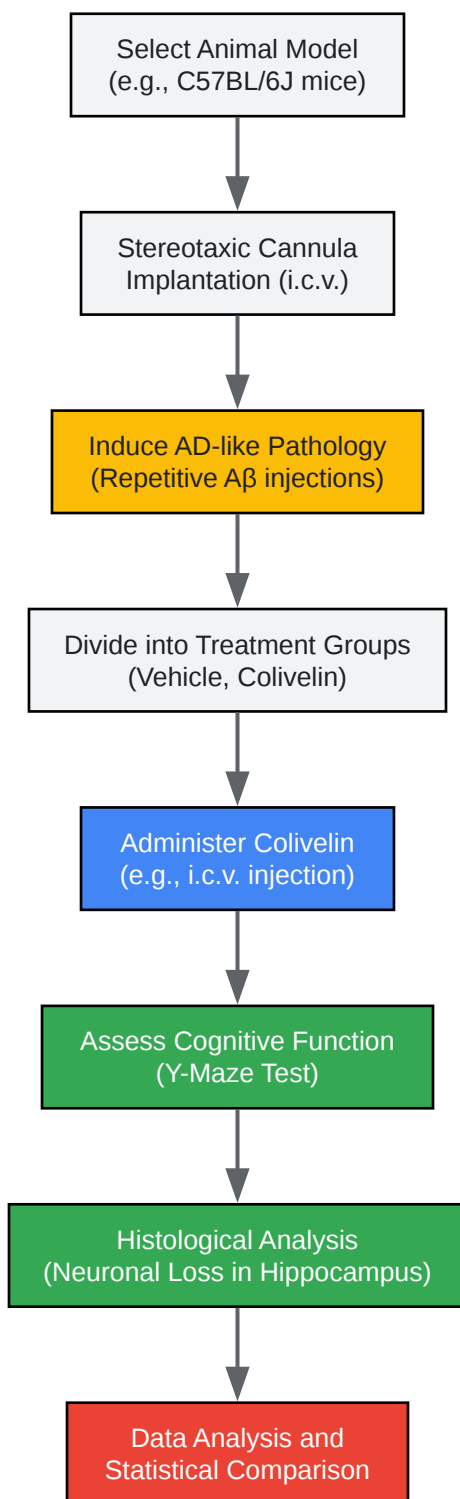 Select Animal Model
(e.g., C57BL/6J mice)
Stereotaxic Cannula
Implantation (i.c.v.)
Induce AD-like Pathology
(Repetitive Aβ injections)
Divide into Treatment Groups
(Vehicle, Colivelin)
Administer Colivelin
(e.g., i.c.v. injection)
Assess Cognitive Function
(Y-Maze Test)
Histological Analysis
(Neuronal Loss in Hippocampus)
Data Analysis and
Statistical Comparison